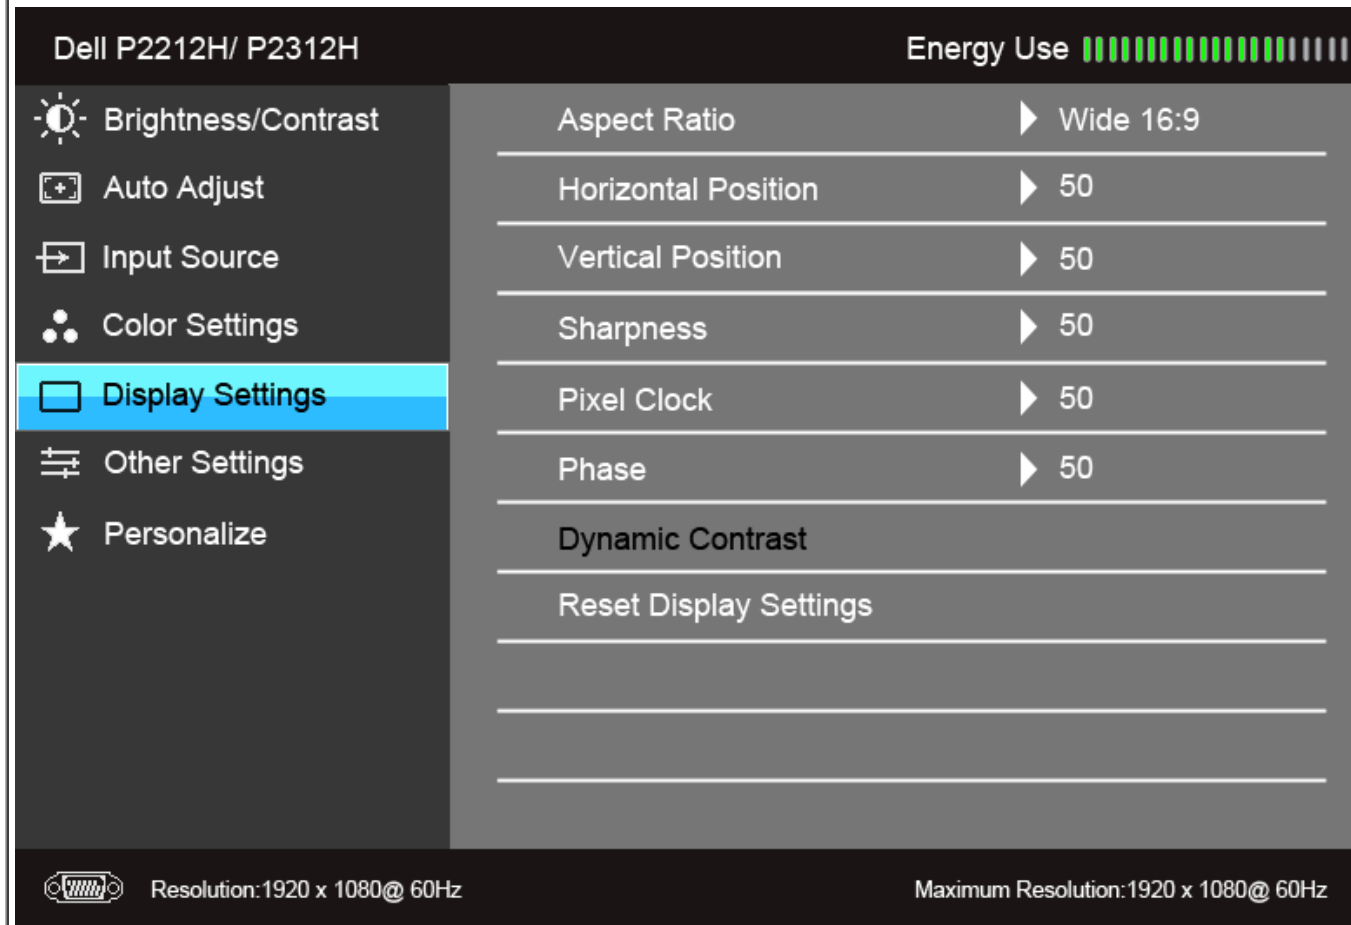 Dell P2212H/ P2312H
Energy Use
Brightness/Contrast
Auto Adjust
Input Source
Color Settings
Display Settings
Other Settings
Personalize
Aspect Ratio Wide 16:9
Horizontal Position 50
Vertical Position 50
Sharpness 50
Pixel Clock 50
Phase 50
Dynamic Contrast
Reset Display Settings
Resolution:1920 x 1080@ 60Hz
Maximum Resolution:1920 x 1080@ 60Hz